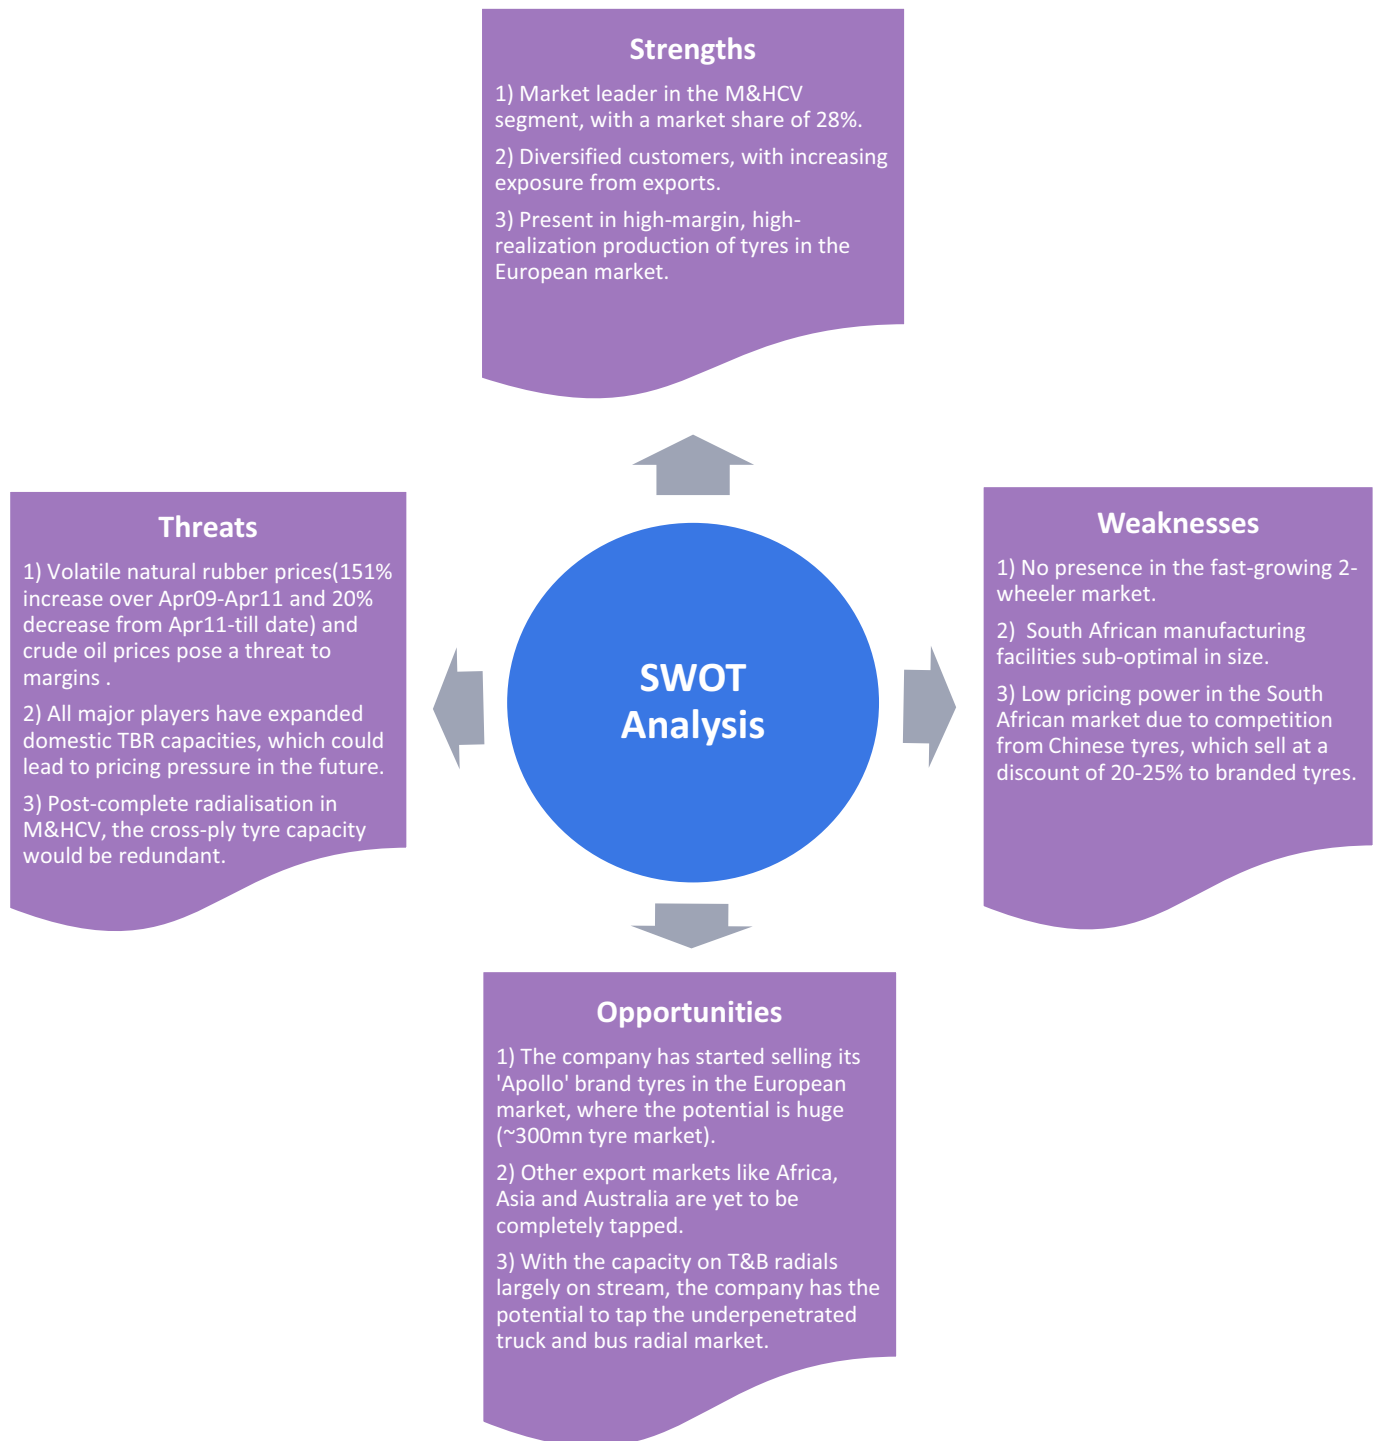 Strengths
1) Market leader in the M&HCV
segment, with a market share of 28%.
2) Diversified customers, with increasing
exposure from exports.
3) Present in high-margin, high-
realization production of tyres in the
European market.
Threats
1) Volatile natural rubber prices(151%
increase over Apr09-Apr11 and 20%
decrease from Apr11-till date) and
crude oil prices pose a threat to
margins .
2) All major players have expanded
domestic TBR capacities, which could
lead to pricing pressure in the future.
3) Post-complete radialisation in
M&HCV, the cross-ply tyre capacity
would be redundant.
SWOT
Analysis
Weaknesses
1) No presence in the fast-growing 2-
wheeler market.
2)  South African manufacturing
facilities sub-optimal in size.
3) Low pricing power in the South
African market due to competition
from Chinese tyres, which sell at a
discount of 20-25% to branded tyres.
Opportunities
1) The company has started selling its
'Apollo' brand tyres in the European
market, where the potential is huge
(~300mn tyre market).
2) Other export markets like Africa,
Asia and Australia are yet to be
completely tapped.
3) With the capacity on T&B radials
largely on stream, the company has the
potential to tap the underpenetrated
truck and bus radial market.